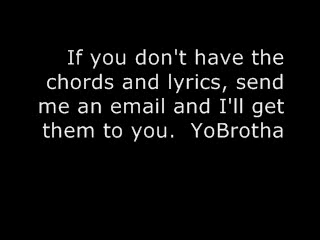 If you don't have the
chords and lyrics, send
me an email and I'll get
them to you.  YoBrotha